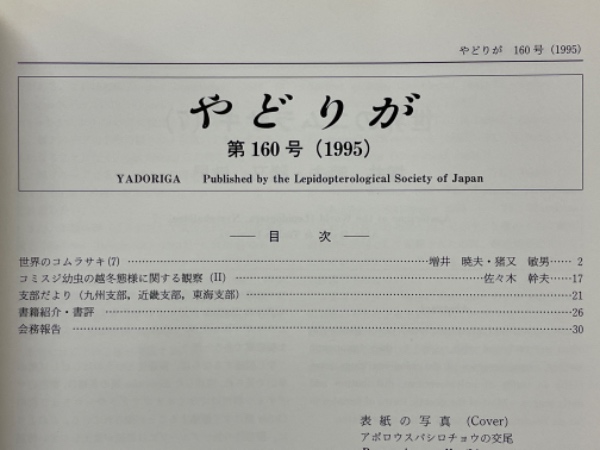 やどりが 160号 (1995)
やどりが
第160号 (1995)
YADORIGA Published by the Lepidopterological Society of Japan
── 目 次 ──
世界のコムラサキ(7) …… 増井 暁夫・猪又 敏男…… 2
コミスジ幼虫の越冬態様に関する観察 (II) …… 佐々木 幹夫……17
支部だより (九州支部, 近畿支部, 東海支部) ……21
書籍紹介・書評 ……26
会務報告 ……30
表紙の写真 (Cover)
アポロウスバシロチョウの交尾